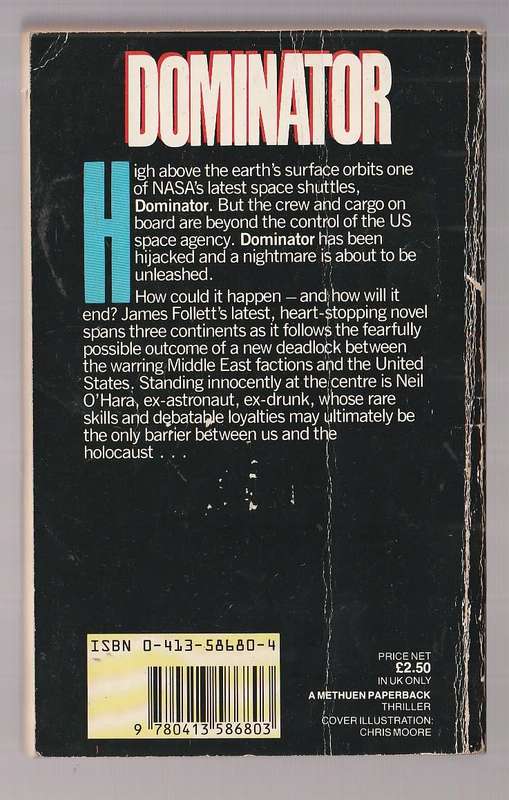 DOMINATOR
High above the earth's surface orbits one
of NASA's latest space shuttles,
Dominator. But the crew and cargo on
board are beyond the control of the US
space agency. Dominator has been
hijacked and a nightmare is about to be
unleashed.
How could it happen – and how will it
end? James Follett's latest, heart-stopping novel
spans three continents as it follows the fearfully
possible outcome of a new deadlock between
the warring Middle East factions and the United
States. Standing innocently at the centre is Neil
O'Hara, ex-astronaut, ex-drunk, whose rare
skills and debatable loyalties may ultimately be
the only barrier between us and the
holocaust . . .
ISBN 0-413-58680-4
9 780413 586803
PRICE NET
£2.50
IN UK ONLY
A METHUEN PAPERBACK
THRILLER
COVER ILLUSTRATION:
CHRIS MOORE